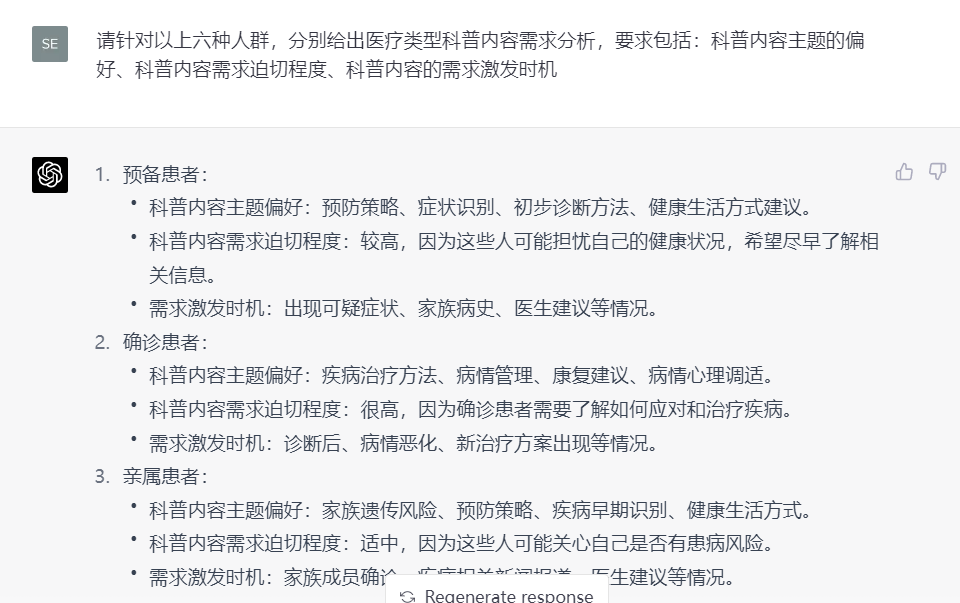 SE
请针对以上六种人群，分别给出医疗类型科普内容需求分析，要求包括：科普内容主题的偏
好、科普内容需求迫切程度、科普内容的需求激发时机
1. 预备患者：
• 科普内容主题偏好：预防策略、症状识别、初步诊断方法、健康生活方式建议。
• 科普内容需求迫切程度：较高，因为这些人可能担忧自己的健康状况，希望尽早了解相
关信息。
• 需求激发时机：出现可疑症状、家族病史、医生建议等情况。
2. 确诊患者：
• 科普内容主题偏好：疾病治疗方法、病情管理、康复建议、病情心理调适。
• 科普内容需求迫切程度：很高，因为确诊患者需要了解如何应对和治疗疾病。
• 需求激发时机：诊断后、病情恶化、新治疗方案出现等情况。
3. 亲属患者：
• 科普内容主题偏好：家族遗传风险、预防策略、疾病早期识别、健康生活方式。
• 科普内容需求迫切程度：适中，因为这些人可能关心自己是否有患病风险。
• 需求激发时机：家族成员确诊、疾病相关新闻报道、医生建议等情况。
Regenerate response